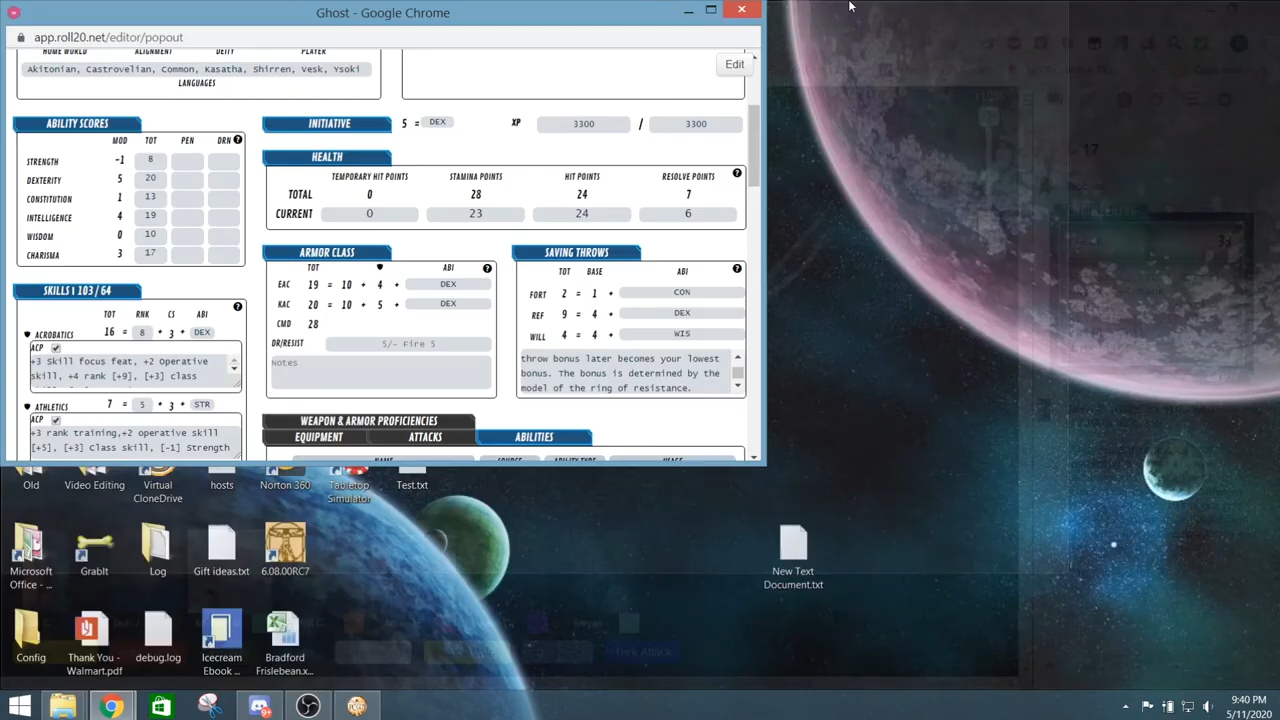 Ghost - Google Chrome
app.roll20.net/editor/popout
HOME WORLD ALIGNMENT DEITY PLAYER
Akitonian, Castrovelian, Common, Kasatha, Shirren, Vesk, Ysoki
LANGUAGES
Edit
ABILITY SCORES
MOD TOT PEN DRN ?
STRENGTH -1 8
DEXTERITY 5 20
CONSTITUTION 1 13
INTELLIGENCE 4 19
WISDOM 0 10
CHARISMA 3 17
INITIATIVE 5 = DEX XP 3300 / 3300
HEALTH
TEMPORARY HIT POINTS STAMINA POINTS HIT POINTS RESOLVE POINTS ?
TOTAL 0 28 24 7
CURRENT 0 23 24 6
ARMOR CLASS
TOT ABI ?
EAC 19 = 10 + 4 + DEX
KAC 20 = 10 + 5 + DEX
CMD 28
DR/RESIST 5/- Fire 5
Notes
SAVING THROWS
TOT BASE ABI ?
FORT 2 = 1 + CON
REF 9 = 4 + DEX
WILL 4 = 4 + WIS
throw bonus later becomes your lowest
bonus. The bonus is determined by the
model of the ring of resistance.
SKILLS | 103 / 64
?
TOT RNK CS ABI
ACROBATICS 16 = 8 + 3 + DEX
ACP
+3 Skill focus feat, +2 Operative
skill, +4 rank [+9], [+3] class
ATHLETICS 7 = 5 + 3 + STR
ACP
+3 rank training,+2 operative skill
[+5], [+3] Class skill, [-1] Strength
WEAPON & ARMOR PROFICIENCIES
EQUIPMENT ATTACKS ABILITIES
NAME SOURCE ABILITY TYPE USAGE
17
Old
Video Editing
Virtual CloneDrive
hosts
Norton 360
Tabletop Simulator
Test.txt
Microsoft Office - ...
GrabIt
Log
Gift ideas.txt
6.08.00RC7
New Text Document.txt
Config
Thank You - Walmart.pdf
debug.log
Icecream Ebook ...
Bradford Frislebean.x...
Trick Attack
9:40 PM
5/11/2020